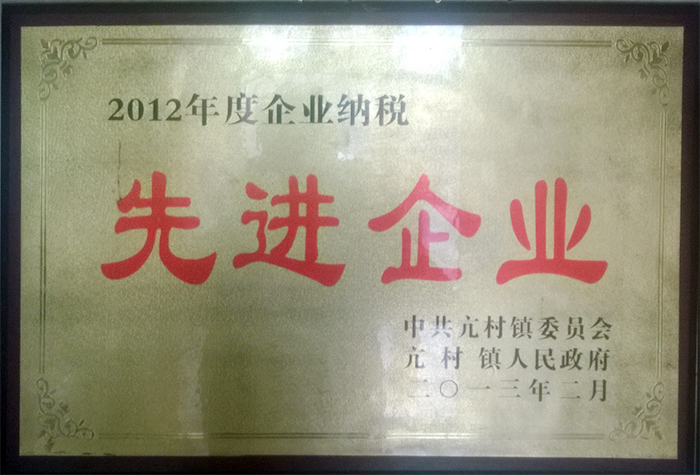 2012年度企业纳税
先进企业
中共亢村镇委员会
亢村镇人民政府
二〇一三年二月